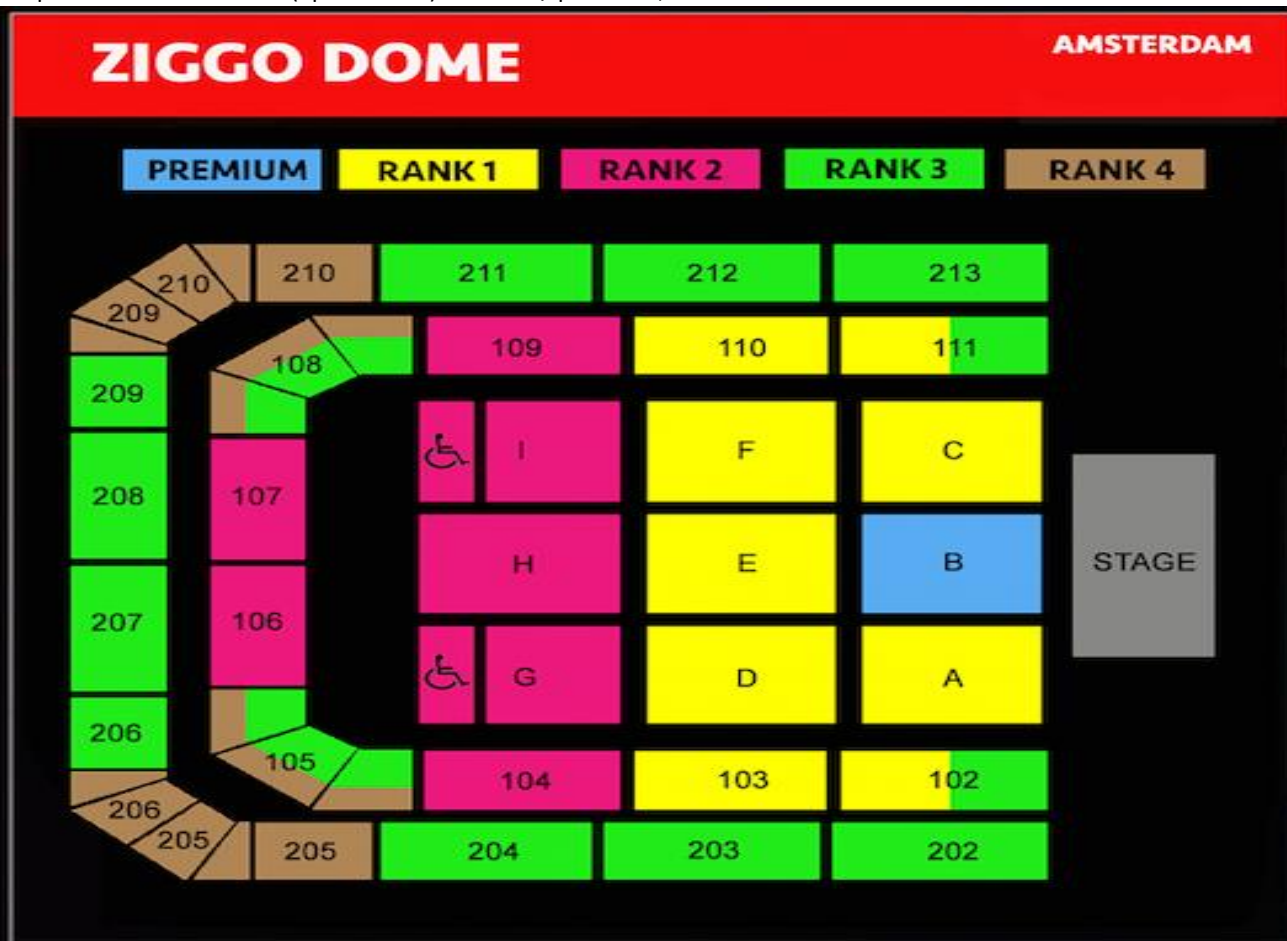 ZIGGO DOME
AMSTERDAM
PREMIUM RANK 1 RANK 2 RANK 3 RANK 4
210 210 211 212 213
209
108 109 110 111
209
I F C
208 107
H E B STAGE
207 106
G D A
206
105 104 103 102
206
205 205 204 203 202